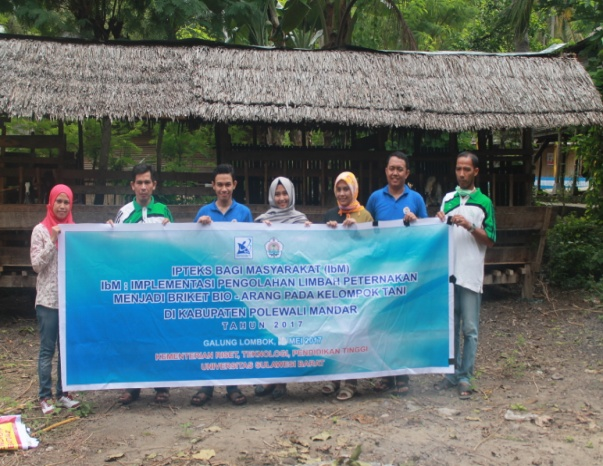 IPTEKS BAGI MASYARAKAT (IbM)
IbM : IMPLEMENTASI PENGOLAHAN LIMBAH PETERNAKAN
MENJADI BRIKET BIO - ARANG PADA KELOMPOK TANI
DI KABUPATEN POLEWALI MANDAR
TAHUN 2017
GALUNG LOMBOK, MEI 2017
KEMENTERIAN RISET, TEKNOLOGI, PENDIDIKAN TINGGI
UNIVERSITAS SULAWESI BARAT